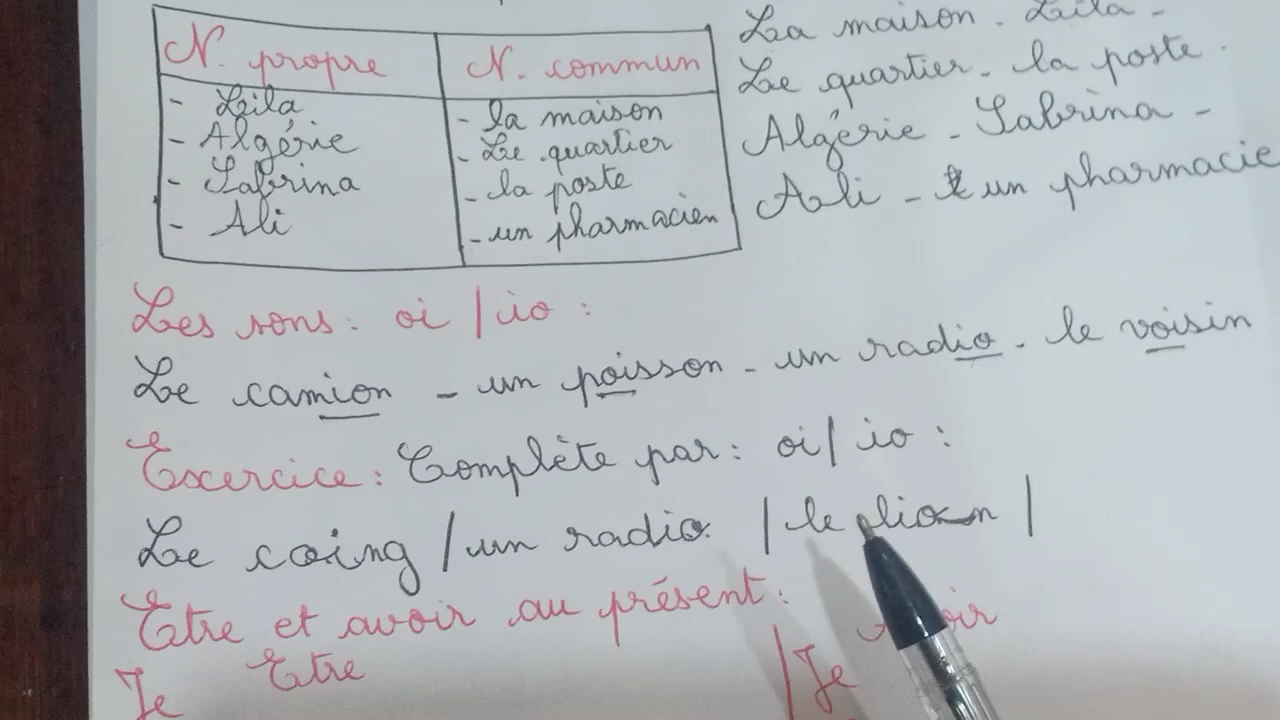 N. propre N. commun
- Leila - la maison
- Algérie - Le quartier
- Sabrina - la poste
- Ali - un pharmacien
La maison - Leila -
Le quartier - la poste.
Algérie - Sabrina -
Ali - un pharmacie
Les sons: oi / io :
Le camion - un poisson - un radio - le voisin
Exercice: Complète par: oi / io :
Le coing / un radio / le lion /
Etre et avoir au présent:
Etre
Je / Je